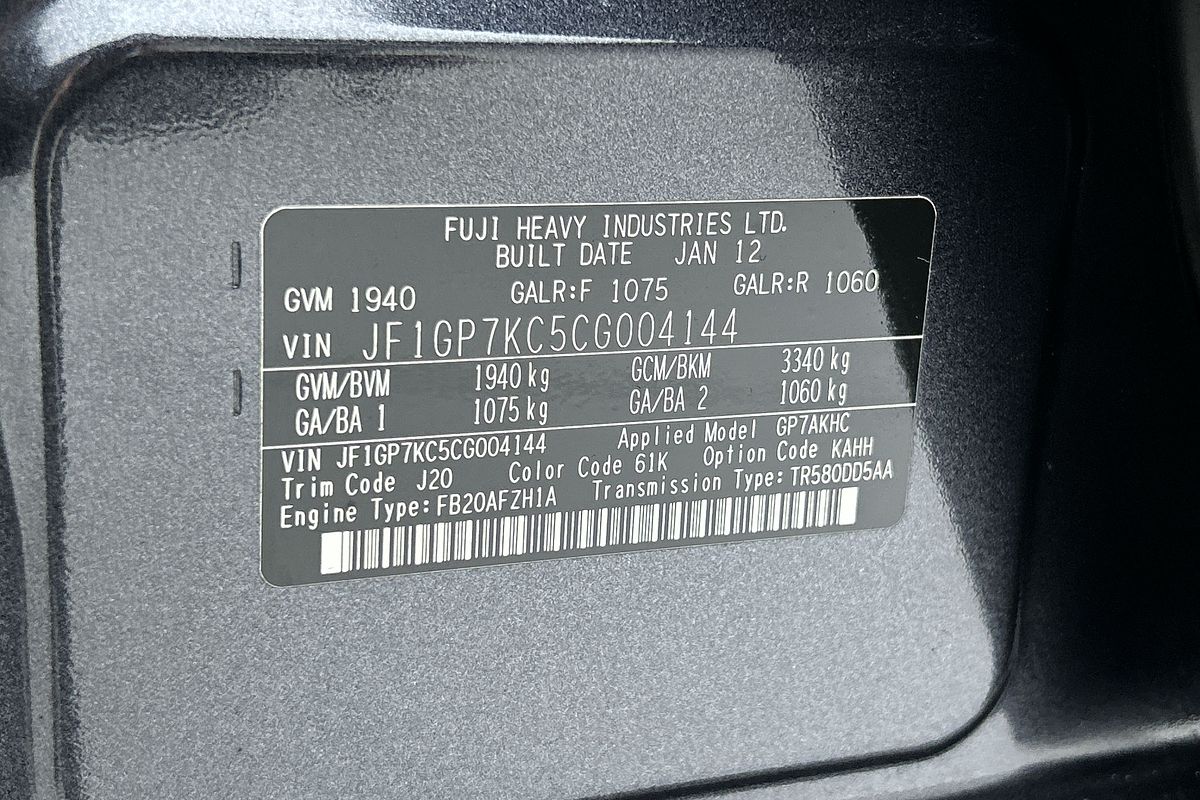 FUJI HEAVY INDUSTRIES LTD.
BUILT DATE JAN 12
GVM 1940 GALR:F 1075 GALR:R 1060
VIN JF1GP7KC5CG004144
GVM/BVM 1940 kg GCM/BKM 3340 kg
GA/BA 1 1075 kg GA/BA 2 1060 kg
VIN JF1GP7KC5CG004144 Applied Model GP7AKHC
Trim Code J20 Color Code 61K Option Code KAHH
Engine Type: FB20AFZH1A Transmission Type: TR580DD5AA